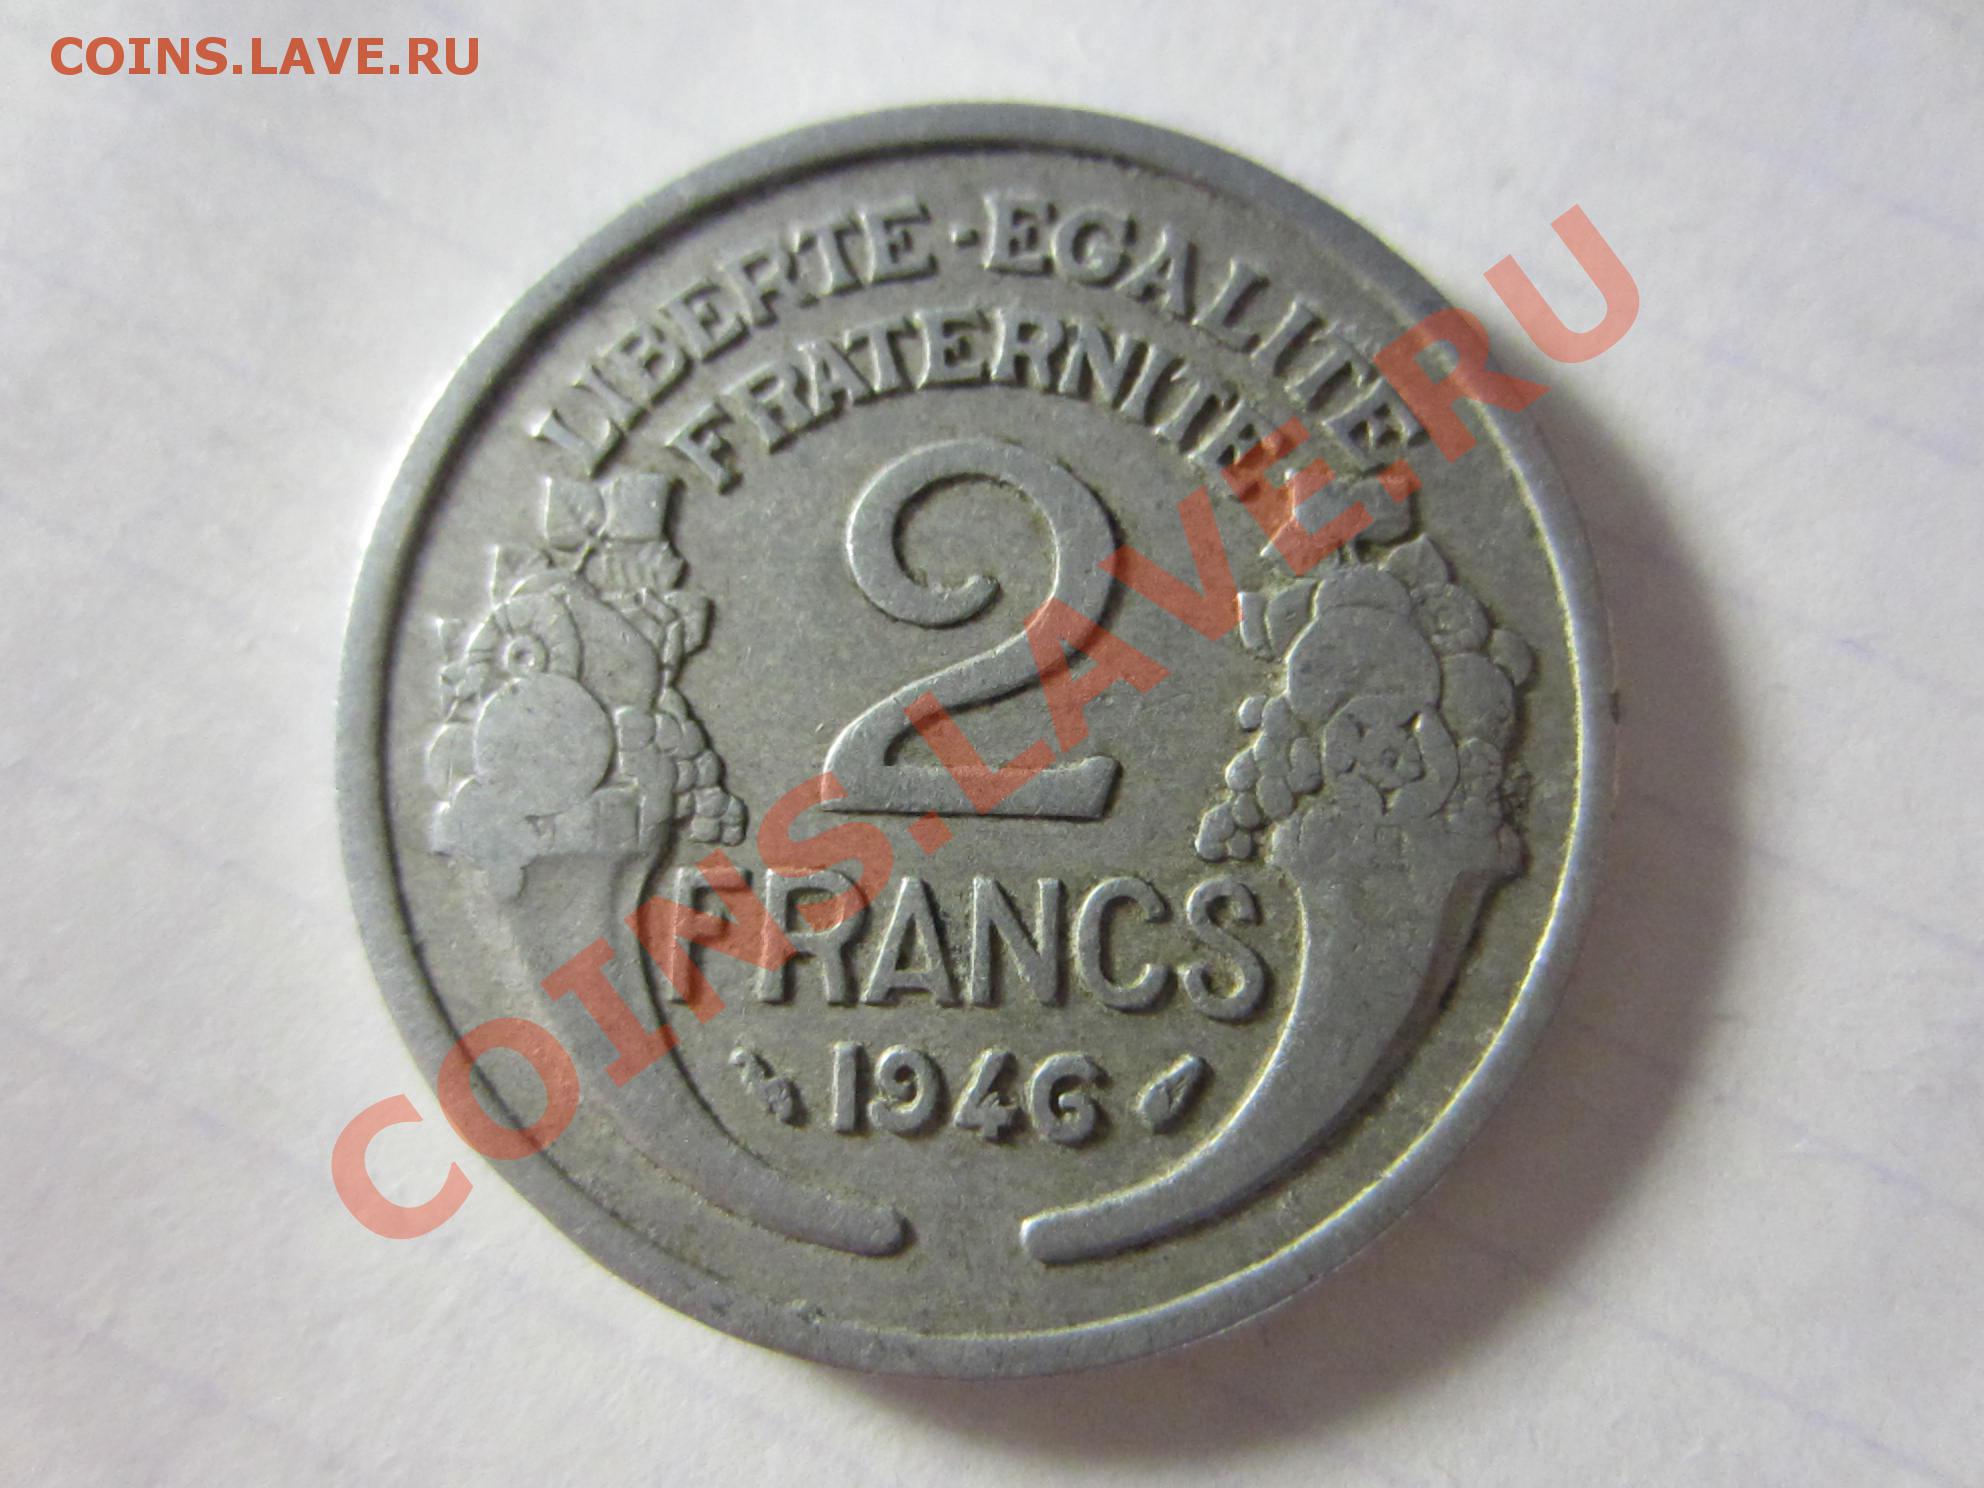 COINS.LAVE.RU
LIBERTE-EGALITE
FRATERNITE
2
FRANCS
1946
COINS.LAVE.RU